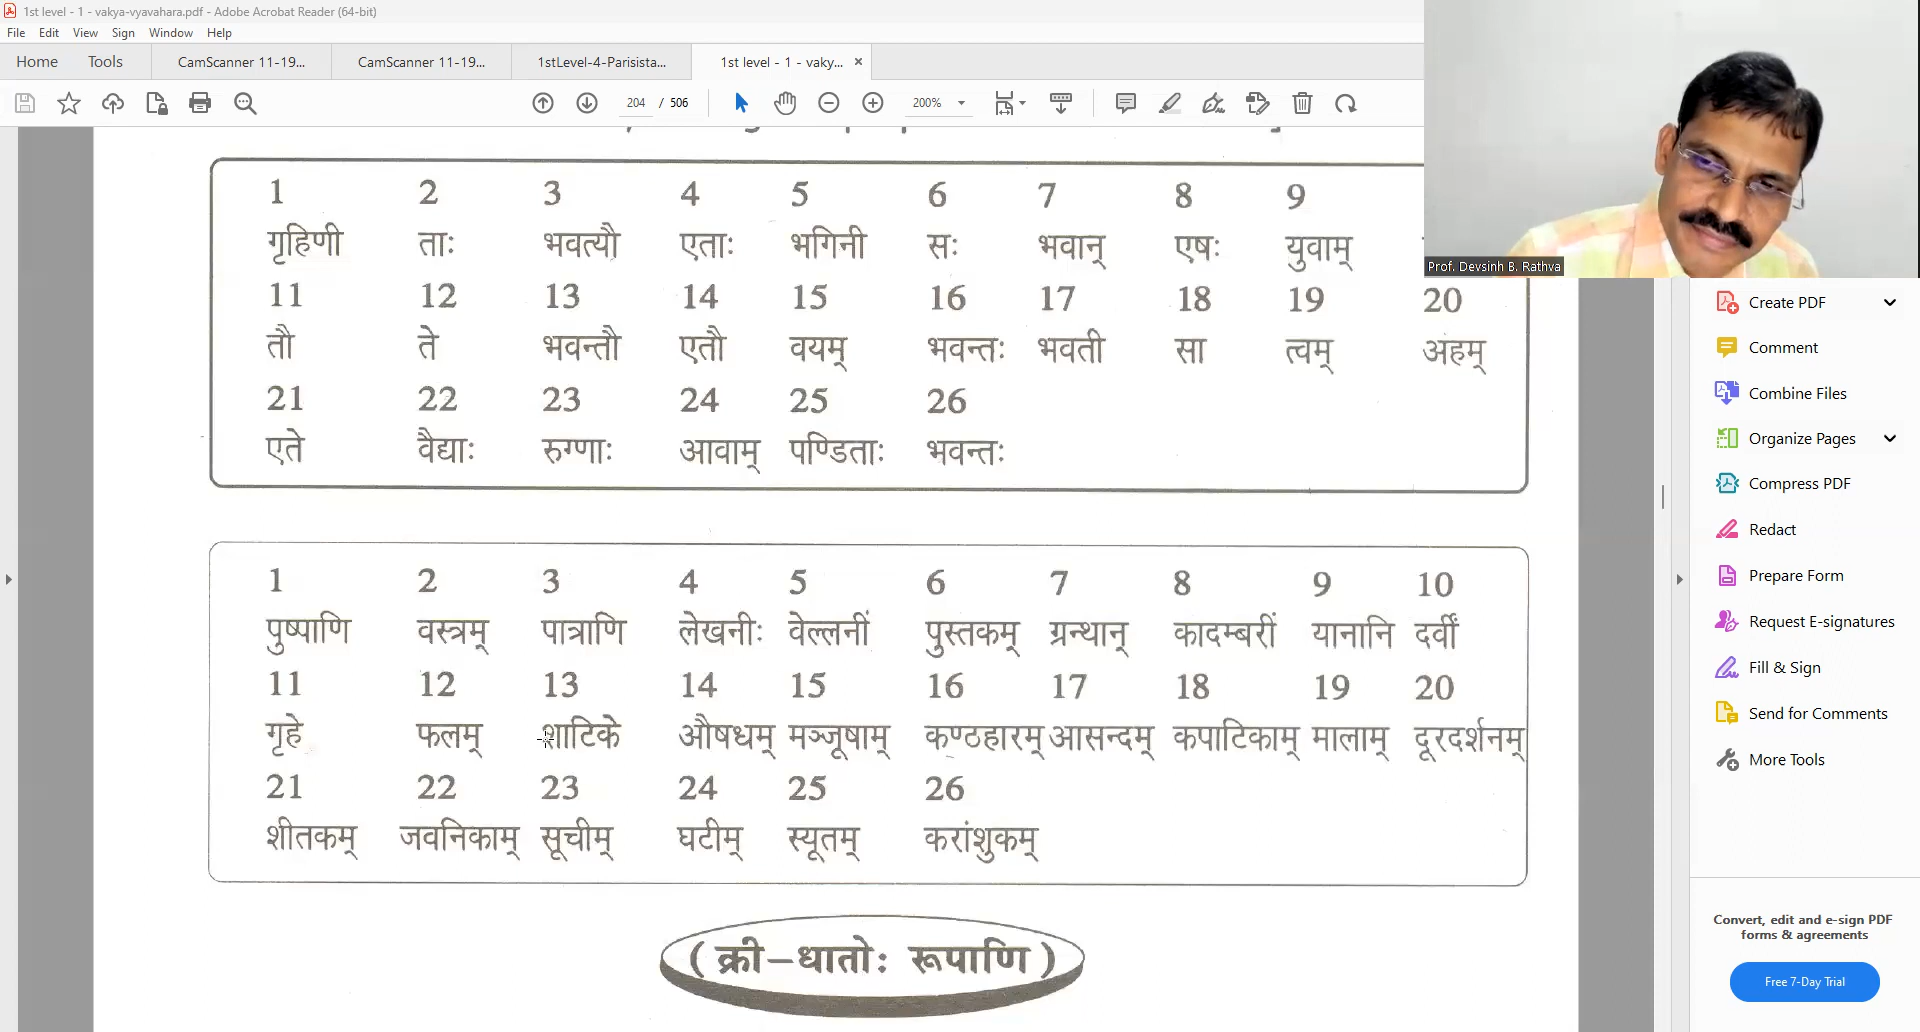 1st level - 1 - vakya-vyavahara.pdf - Adobe Acrobat Reader (64-bit)
File Edit View Sign Window Help
Home Tools CamScanner 11-19... CamScanner 11-19... 1stLevel-4-Parisista... 1st level - 1 - vaky... ×
204 / 506 200%
Prof. Devsinh B. Rathva
1 2 3 4 5 6 7 8 9
गृहिणी ताः भवत्यौ एताः भगिनी सः भवान् एषः युवाम्
11 12 13 14 15 16 17 18 19 20
तौ ते भवन्तौ एतौ वयम् भवन्तः भवती सा त्वम् अहम्
21 22 23 24 25 26
एते वैद्याः रुग्णाः आवाम् पण्डिताः भवन्तः
1 2 3 4 5 6 7 8 9 10
पुष्पाणि वस्त्रम् पात्राणि लेखनीः वेल्लनीं पुस्तकम् ग्रन्थान् कादम्बरीं यानानि दर्वीं
11 12 13 14 15 16 17 18 19 20
गृहे फलम् शाटिके औषधम् मञ्जूषाम् कण्ठहारम् आसन्दम् कपाटिकाम् मालाम् दूरदर्शनम्
21 22 23 24 25 26
शीतकम् जवनिकाम् सूचीम् घटीम् स्यूतम् करांशुकम्
( क्री-धातोः रूपाणि )
Create PDF
Comment
Combine Files
Organize Pages
Compress PDF
Redact
Prepare Form
Request E-signatures
Fill & Sign
Send for Comments
More Tools
Convert, edit and e-sign PDF
forms & agreements
Free 7-Day Trial